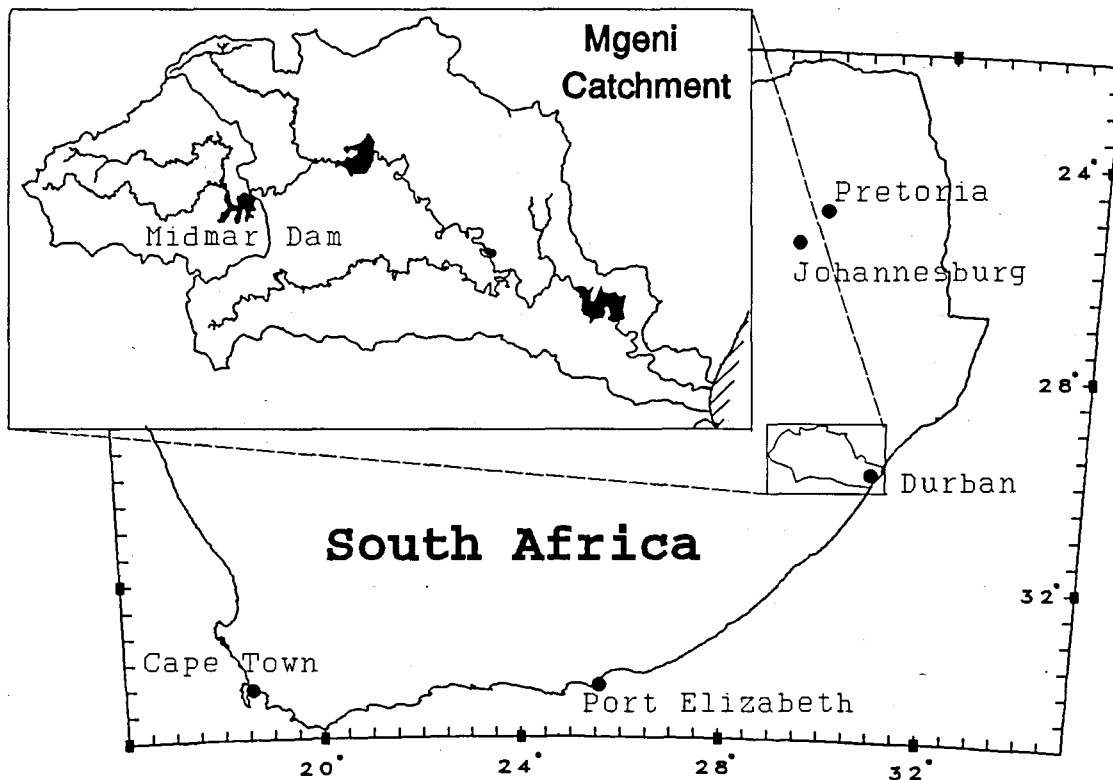 Mgeni
Catchment
Midmar Dam
24°
Pretoria
Johannesburg
28°
Durban
South Africa
32°
Cape Town
Port Elizabeth
20° 24° 28° 32°